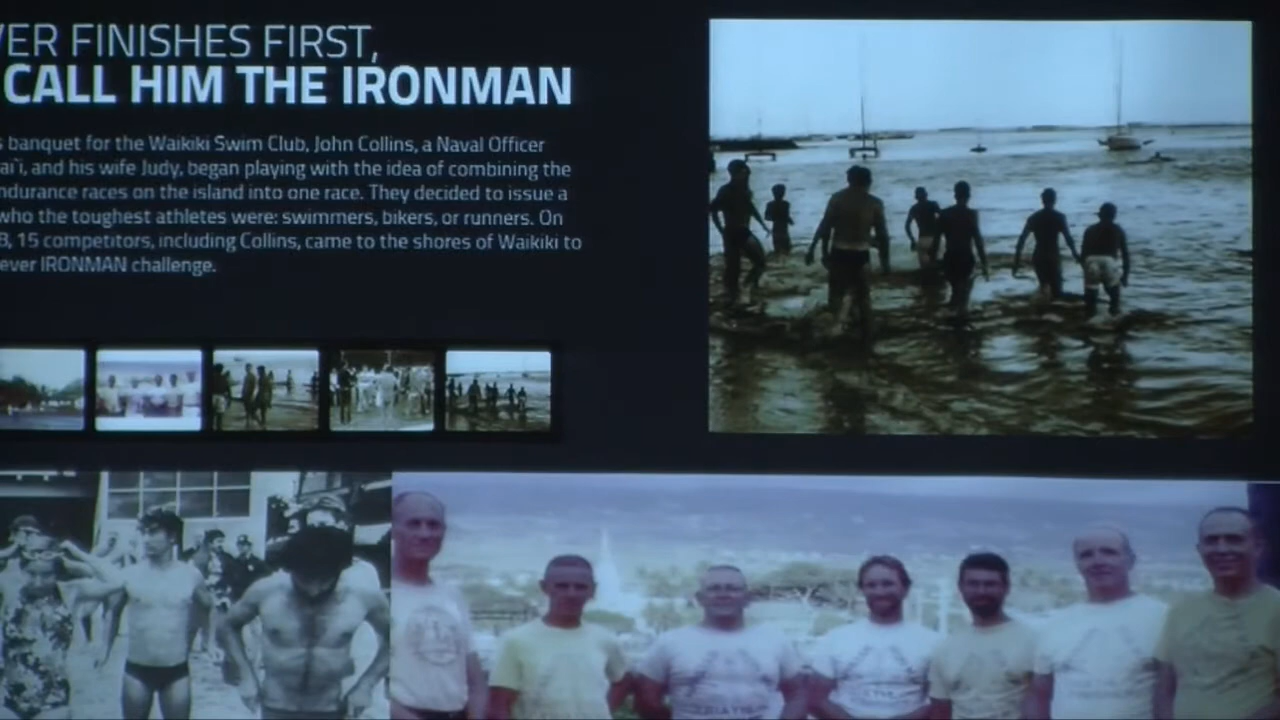 VER FINISHES FIRST,
CALL HIM THE IRONMAN
s banquet for the Waikiki Swim Club, John Collins, a Naval Officer
ai'i, and his wife Judy, began playing with the idea of combining the
ndurance races on the island into one race. They decided to issue a
who the toughest athletes were: swimmers, bikers, or runners. On
8, 15 competitors, including Collins, came to the shores of Waikiki to
ever IRONMAN challenge.